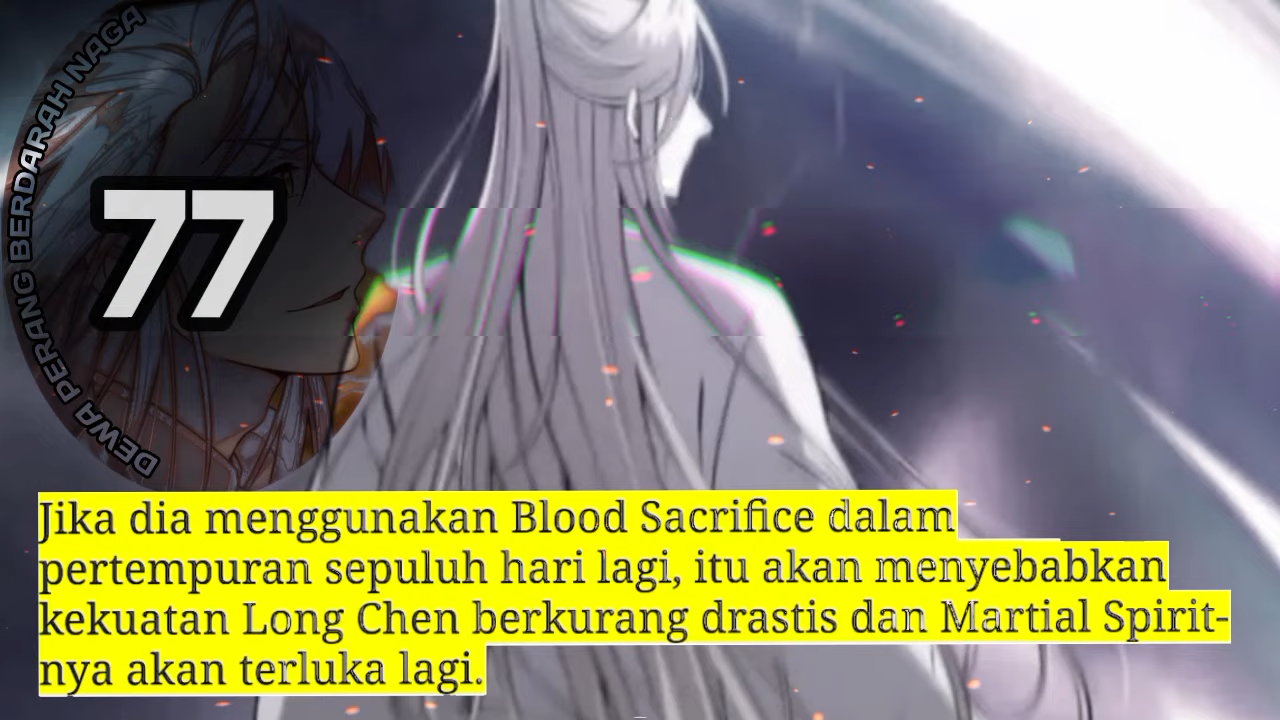 DEWA PERANG BERDARAH NAGA
77
Jika dia menggunakan Blood Sacrifice dalam
pertempuran sepuluh hari lagi, itu akan menyebabkan
kekuatan Long Chen berkurang drastis dan Martial Spirit-
nya akan terluka lagi.